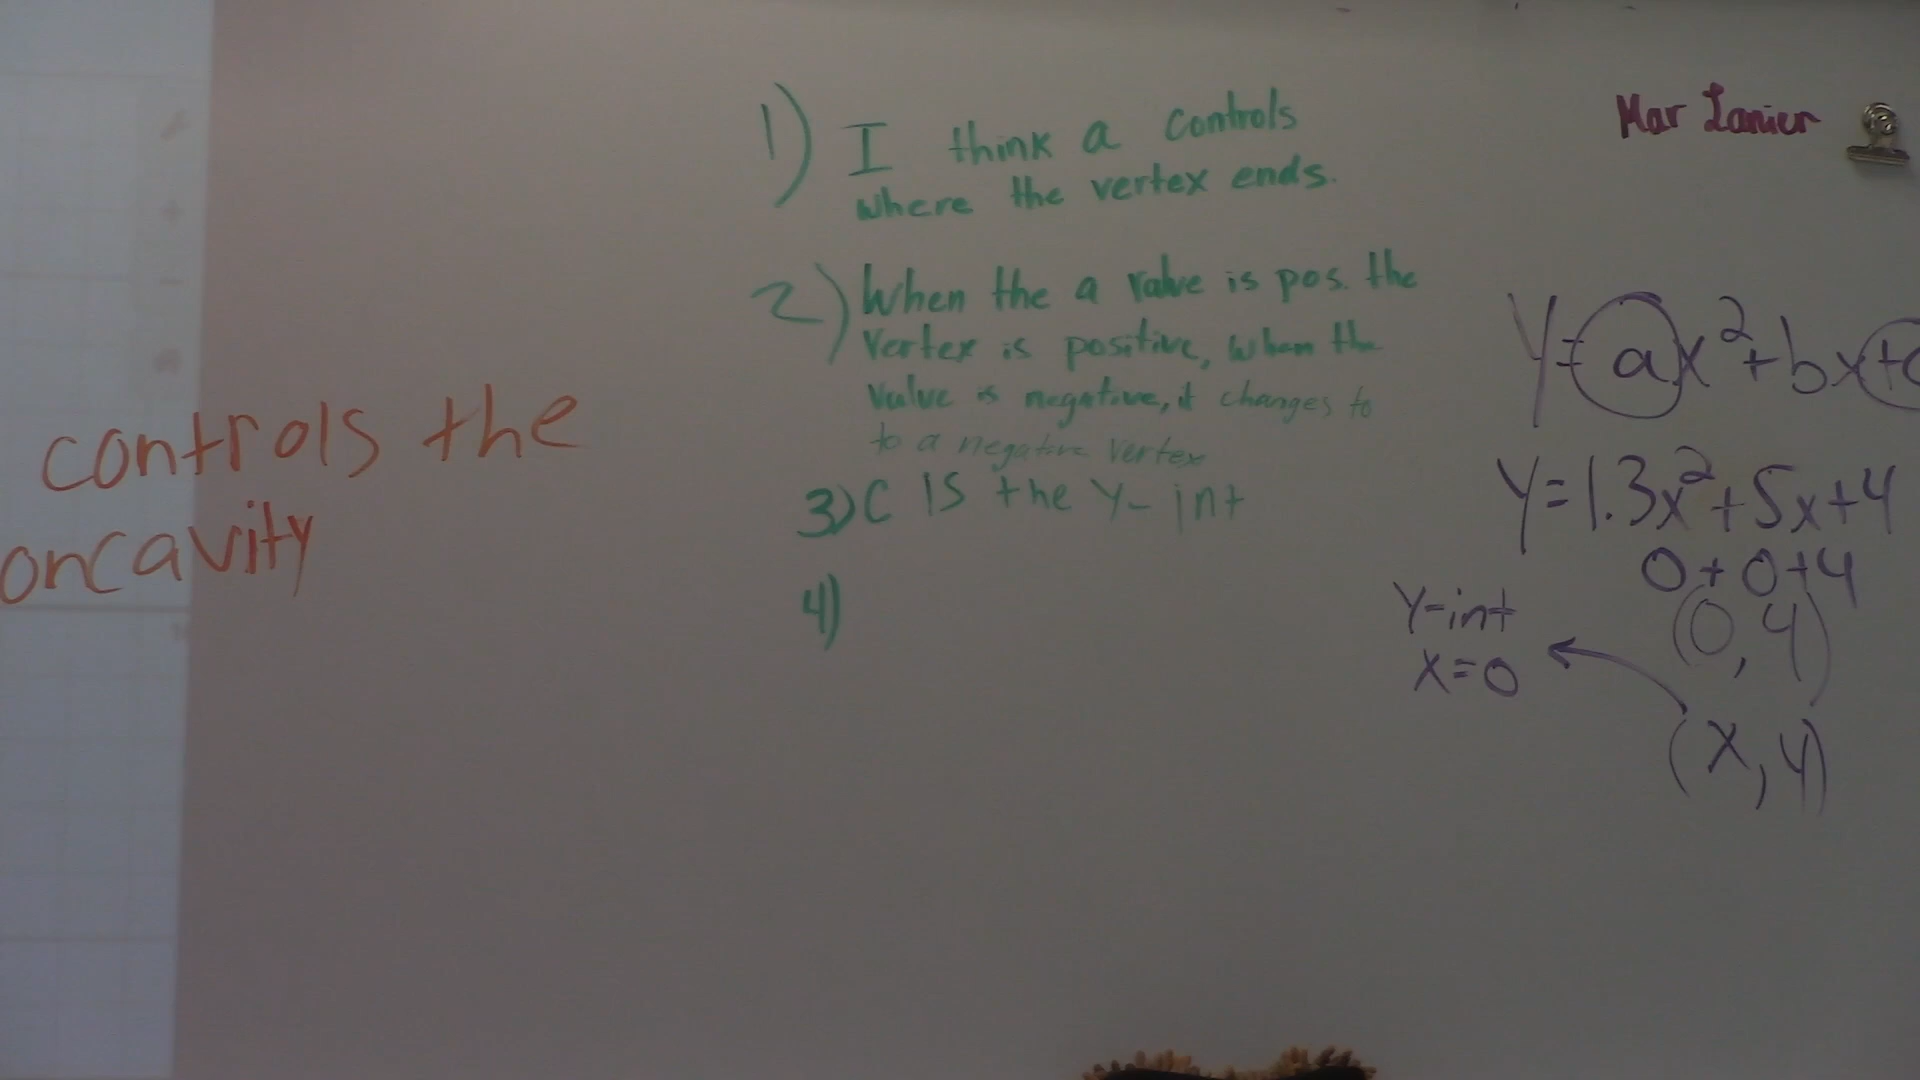 controls the
oncavity
1) I think a controls
where the vertex ends.
2) When the a value is pos. the
vertex is positive, when the
value is negative, it changes to
to a negative vertex
3) C is the y-int
4)
Mar Lanier
y=ax²+bx+c
y=1.3x²+5x+4
0+0+4
(0,4)
y-int
x=0
(x,y)